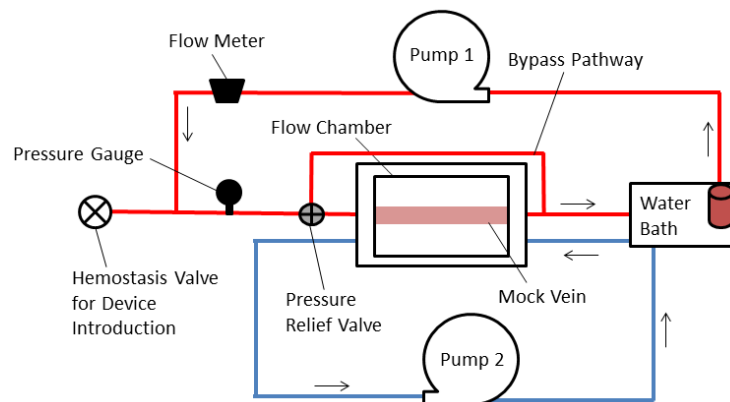 Flow Meter
Pump 1
Bypass Pathway
Flow Chamber
Pressure Gauge
Water
Bath
Hemostasis Valve
for Device
Introduction
Pressure
Relief Valve
Mock Vein
Pump 2